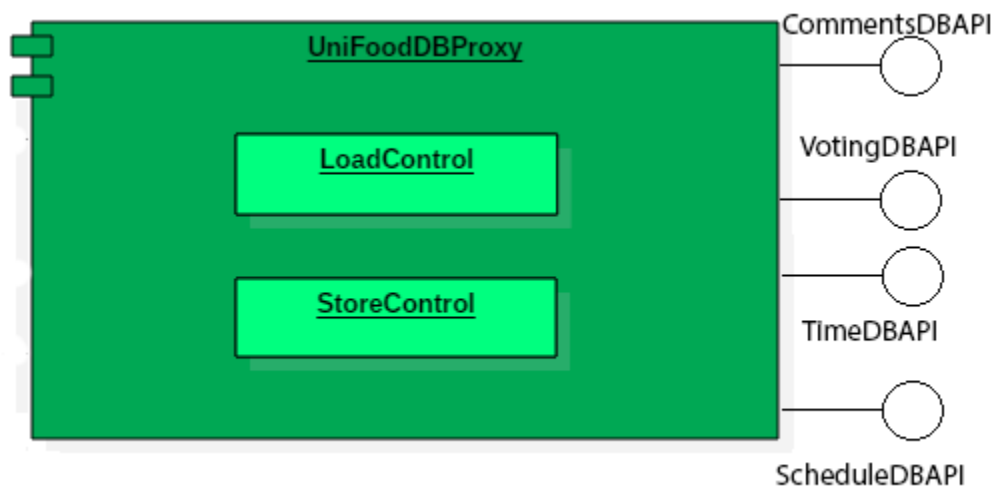 CommentsDBAPI
UniFoodDBProxy
VotingDBAPI
LoadControl
StoreControl
TimeDBAPI
ScheduleDBAPI